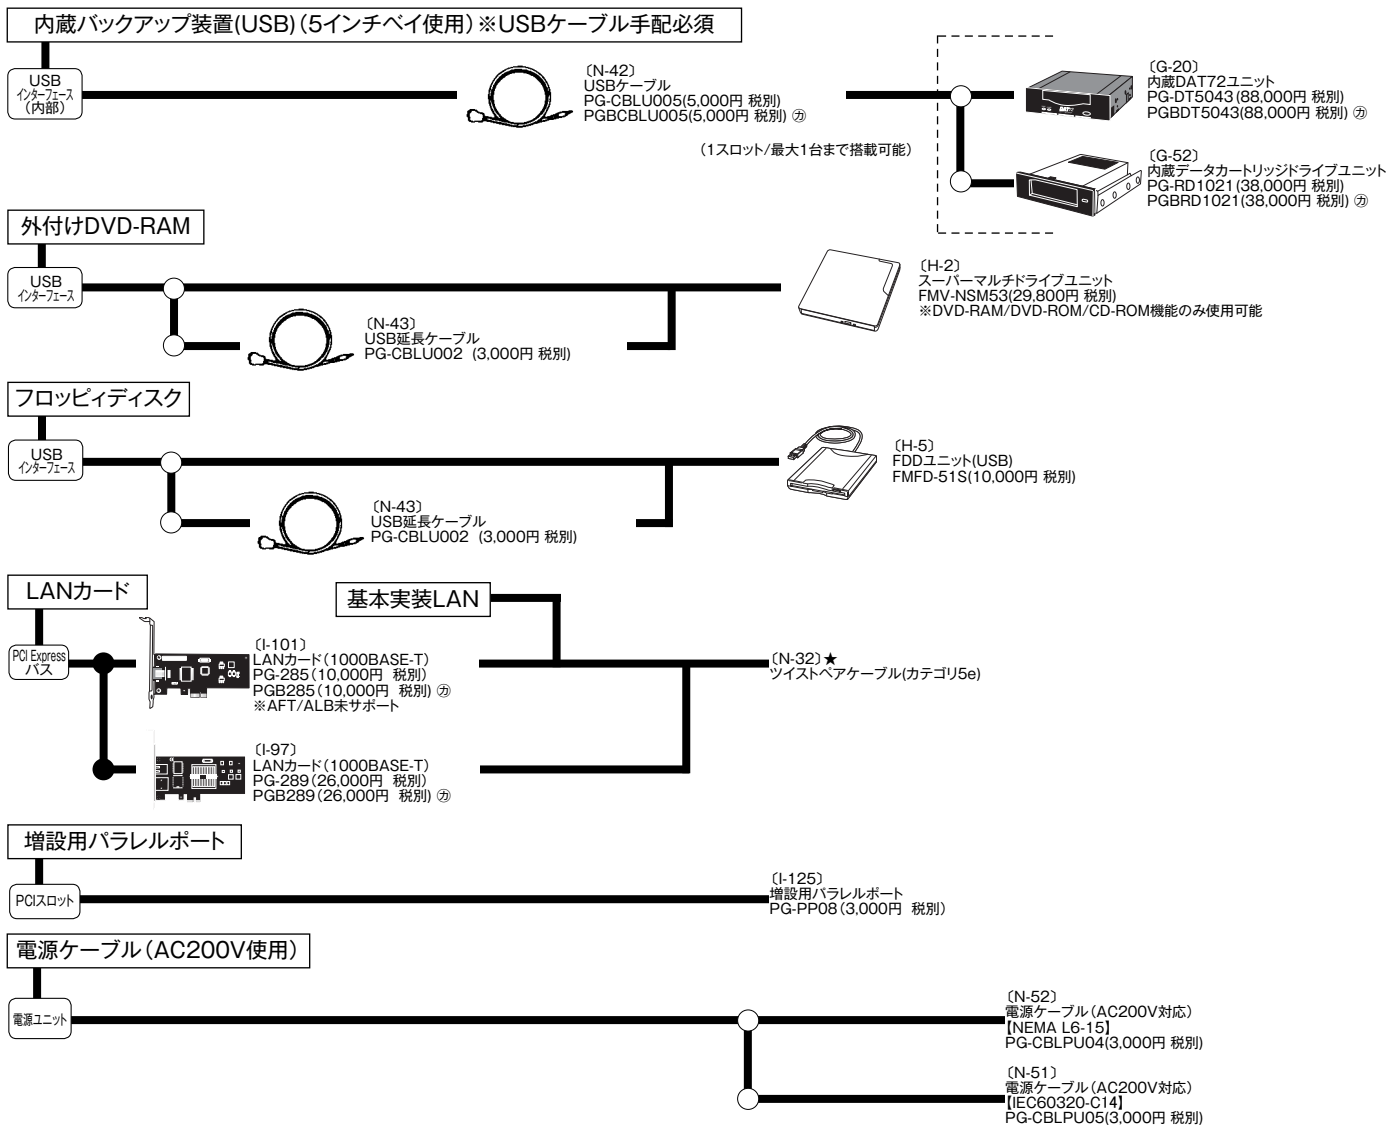 内蔵バックアップ装置(USB)(5インチベイ使用)※USBケーブル手配必須
USB
インターフェース
(内部)
〔N-42〕
USBケーブル
PG-CBLU005(5,000円 税別)
PGBCBLU005(5,000円 税別) ㋕
(1スロット/最大1台まで搭載可能)
〔G-20〕
内蔵DAT72ユニット
PG-DT5043(88,000円 税別)
PGBDT5043(88,000円 税別) ㋕
〔G-52〕
内蔵データカートリッジドライブユニット
PG-RD1021(38,000円 税別)
PGBRD1021(38,000円 税別) ㋕
外付けDVD-RAM
USB
インターフェース
〔H-2〕
スーパーマルチドライブユニット
FMV-NSM53(29,800円 税別)
※DVD-RAM/DVD-ROM/CD-ROM機能のみ使用可能
〔N-43〕
USB延長ケーブル
PG-CBLU002 (3,000円 税別)
フロッピィディスク
USB
インターフェース
〔H-5〕
FDDユニット(USB)
FMFD-51S(10,000円 税別)
〔N-43〕
USB延長ケーブル
PG-CBLU002 (3,000円 税別)
LANカード
基本実装LAN
PCI Express
バス
〔I-101〕
LANカード(1000BASE-T)
PG-285(10,000円 税別)
PGB285(10,000円 税別) ㋕
※AFT/ALB未サポート
〔N-32〕★
ツイストペアケーブル(カテゴリ5e)
〔I-97〕
LANカード(1000BASE-T)
PG-289(26,000円 税別)
PGB289(26,000円 税別) ㋕
増設用パラレルポート
PCIスロット
〔I-125〕
増設用パラレルポート
PG-PP08(3,000円 税別)
電源ケーブル(AC200V使用)
電源ユニット
〔N-52〕
電源ケーブル(AC200V対応)
【NEMA L6-15】
PG-CBLPU04(3,000円 税別)
〔N-51〕
電源ケーブル(AC200V対応)
【IEC60320-C14】
PG-CBLPU05(3,000円 税別)